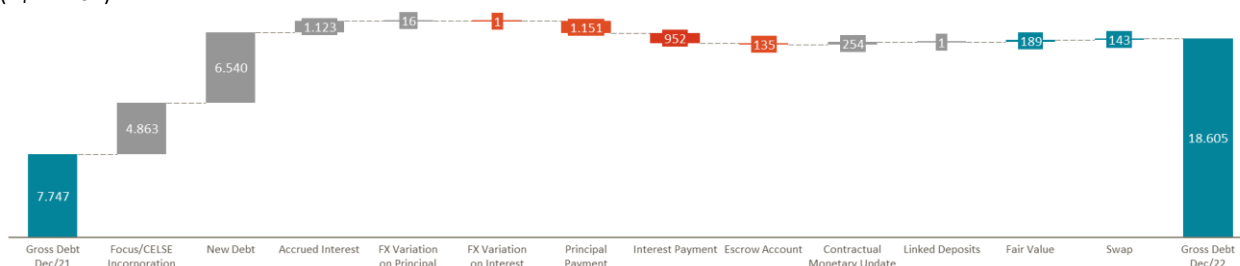 1.123
16
1
1.151
952
135
254
1
189
143
6.540
4.863
7.747
18.605
Gross Debt
Dec/21
Focus/CELSE
Incorporation
New Debt
Accrued Interest
FX Variation
on Principal
FX Variation
on Interest
Principal
Payment
Interest Payment
Escrow Account
Contractual
Monetary Update
Linked Deposits
Fair Value
Swap
Gross Debt
Dec/22